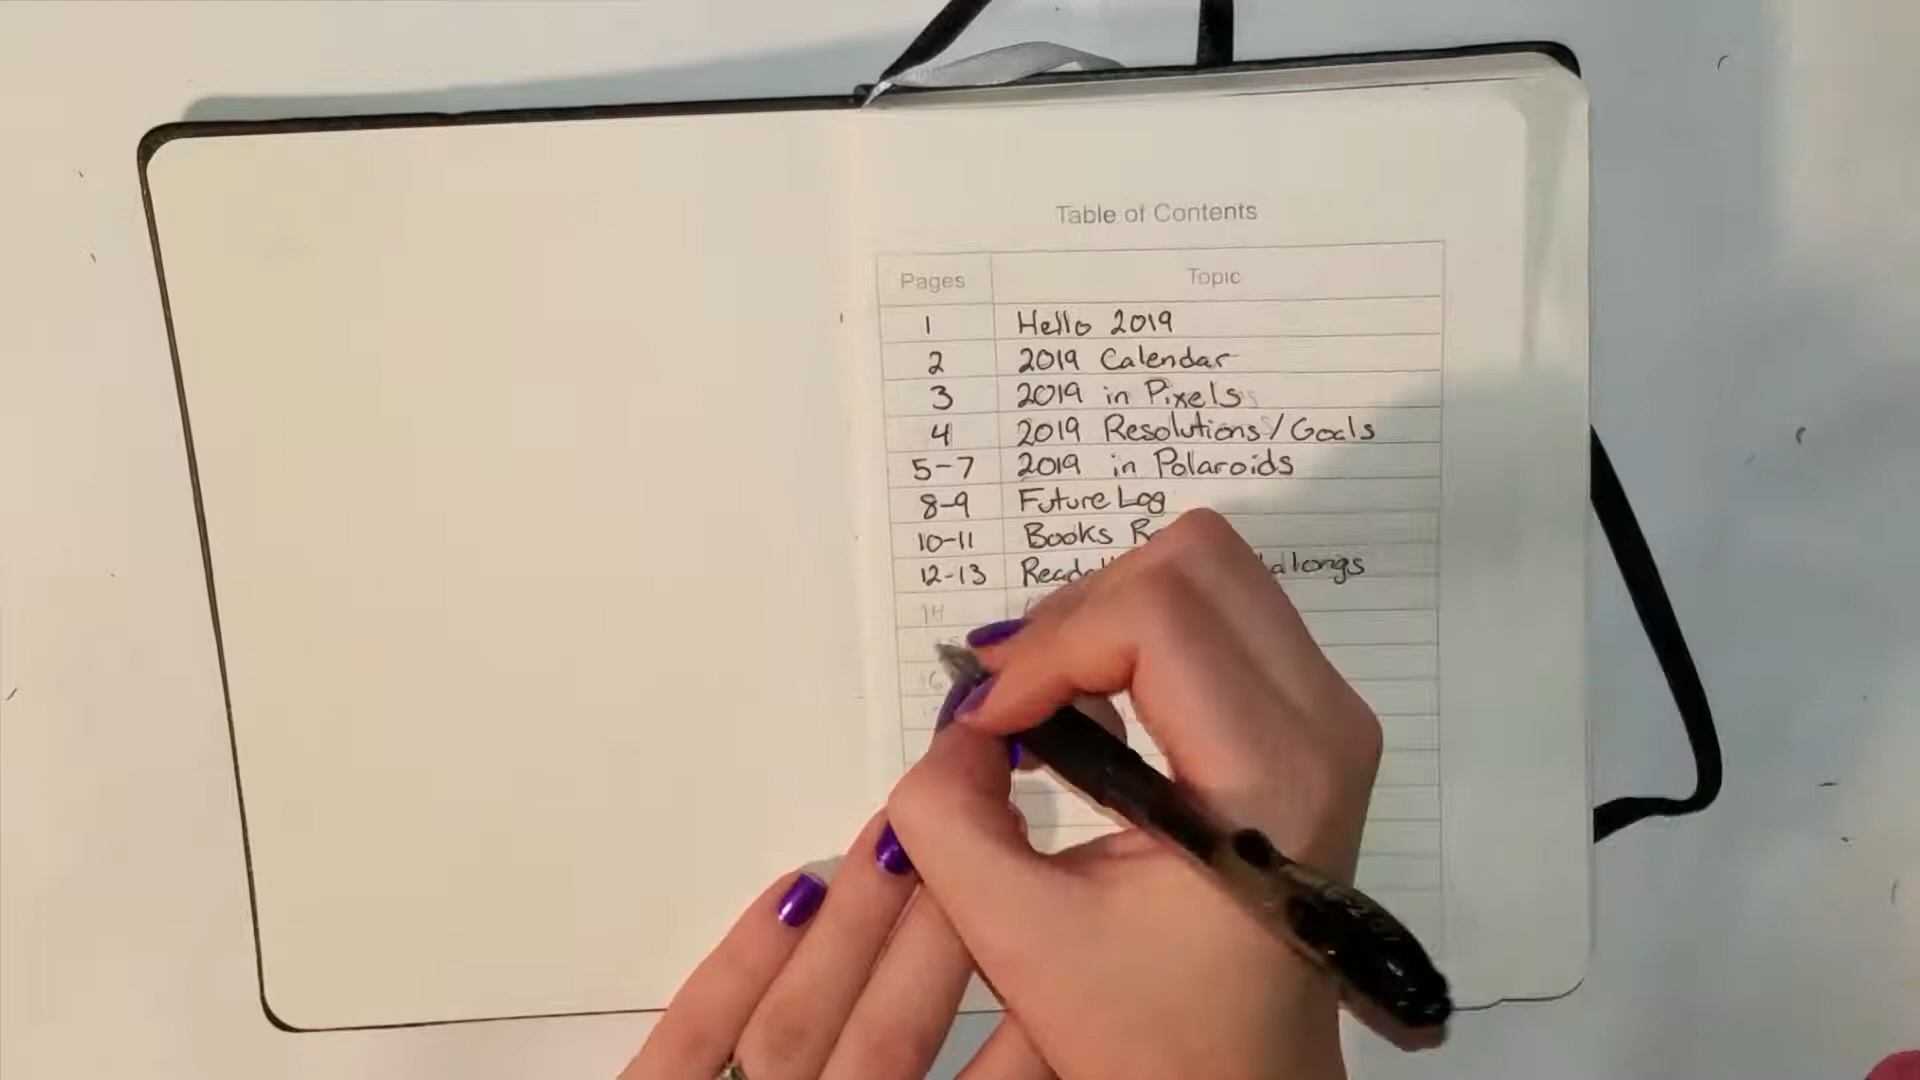 Table of Contents
Pages Topic
1 Hello 2019
2 2019 Calendar
3 2019 in Pixels
4 2019 Resolutions/Goals
5-7 2019 in Polaroids
8-9 Future Log
10-11 Books
12-13
14
16